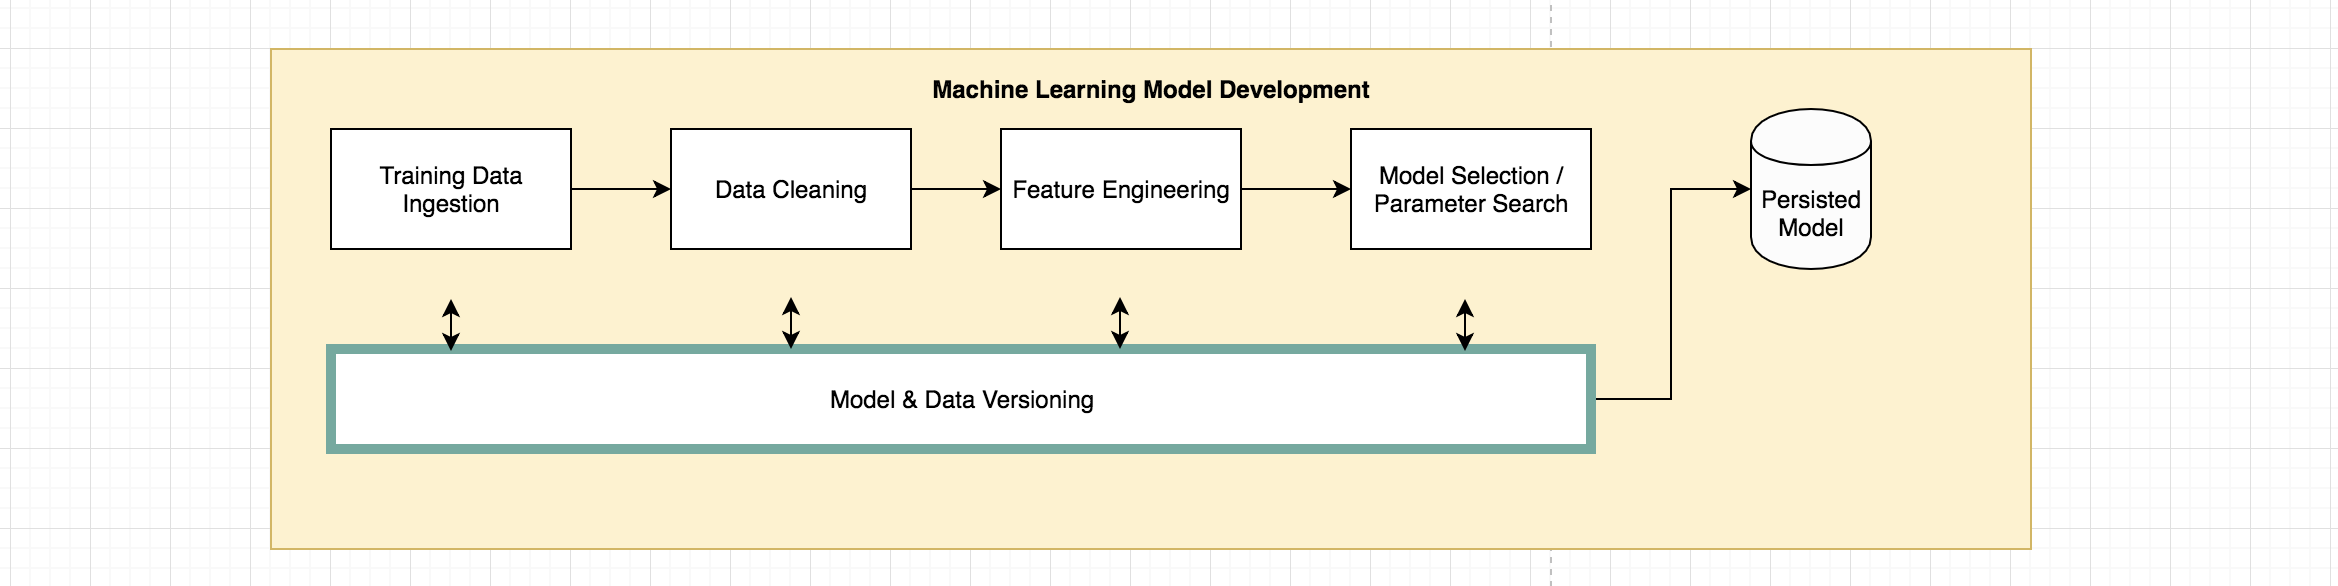 Machine Learning Model Development
Training Data
Ingestion
Data Cleaning
Feature Engineering
Model Selection /
Parameter Search
Persisted
Model
Model & Data Versioning